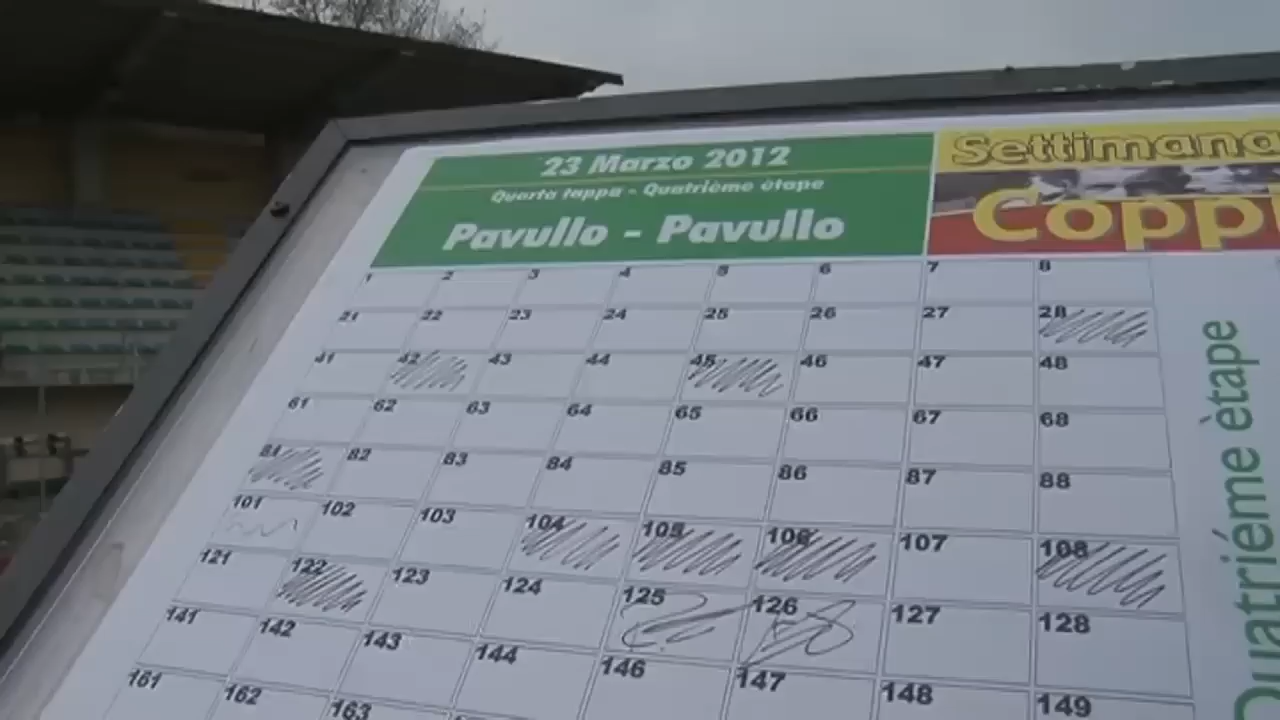 23 Marzo 2012
Quarta tappa - Quatrième ètape
Pavullo - Pavullo
Settimana
Coppi
1 2 3 4 5 6 7 8
21 22 23 24 25 26 27 28
41 42 43 44 45 46 47 48
61 62 63 64 65 66 67 68
81 82 83 84 85 86 87 88
101 102 103 104 105 106 107 108
121 122 123 124 125 126 127 128
141 142 143 144 146 147 148 149
161 162 163
Quatriéme ètape